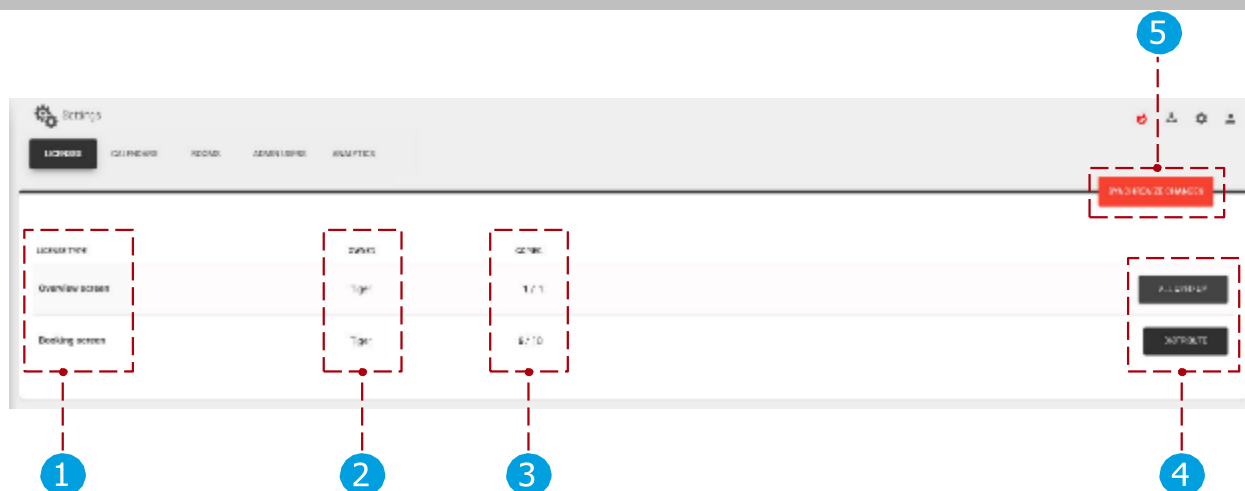 5
Settings
LICENSES CALENDARS ROOMS ADMIN USERS ANALYTICS
SYNCHRONIZE CHANGES
LICENSE TYPE OWNER
Overview screen Tiger 1 / 1
Booking screen Tiger DISTRIBUTE
1 2 3 4